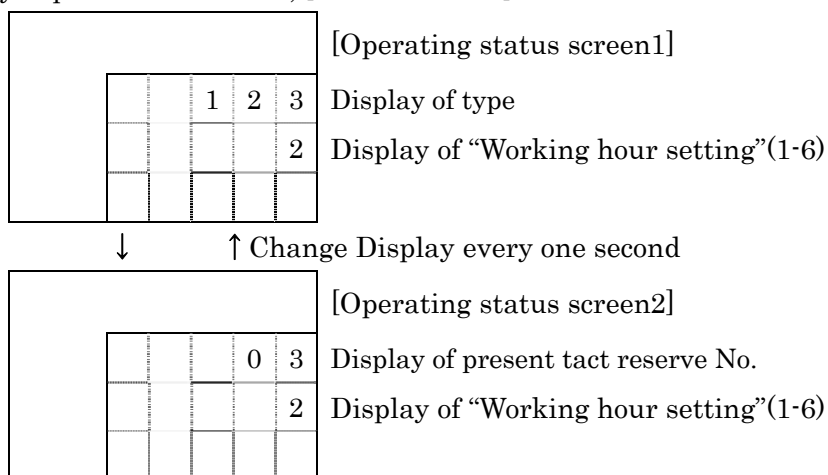 [Operating status screen1]
1 2 3 Display of type
2 Display of “Working hour setting”(1-6)
↓ ↑ Change Display every one second
[Operating status screen2]
0 3 Display of present tact reserve No.
2 Display of “Working hour setting”(1-6)